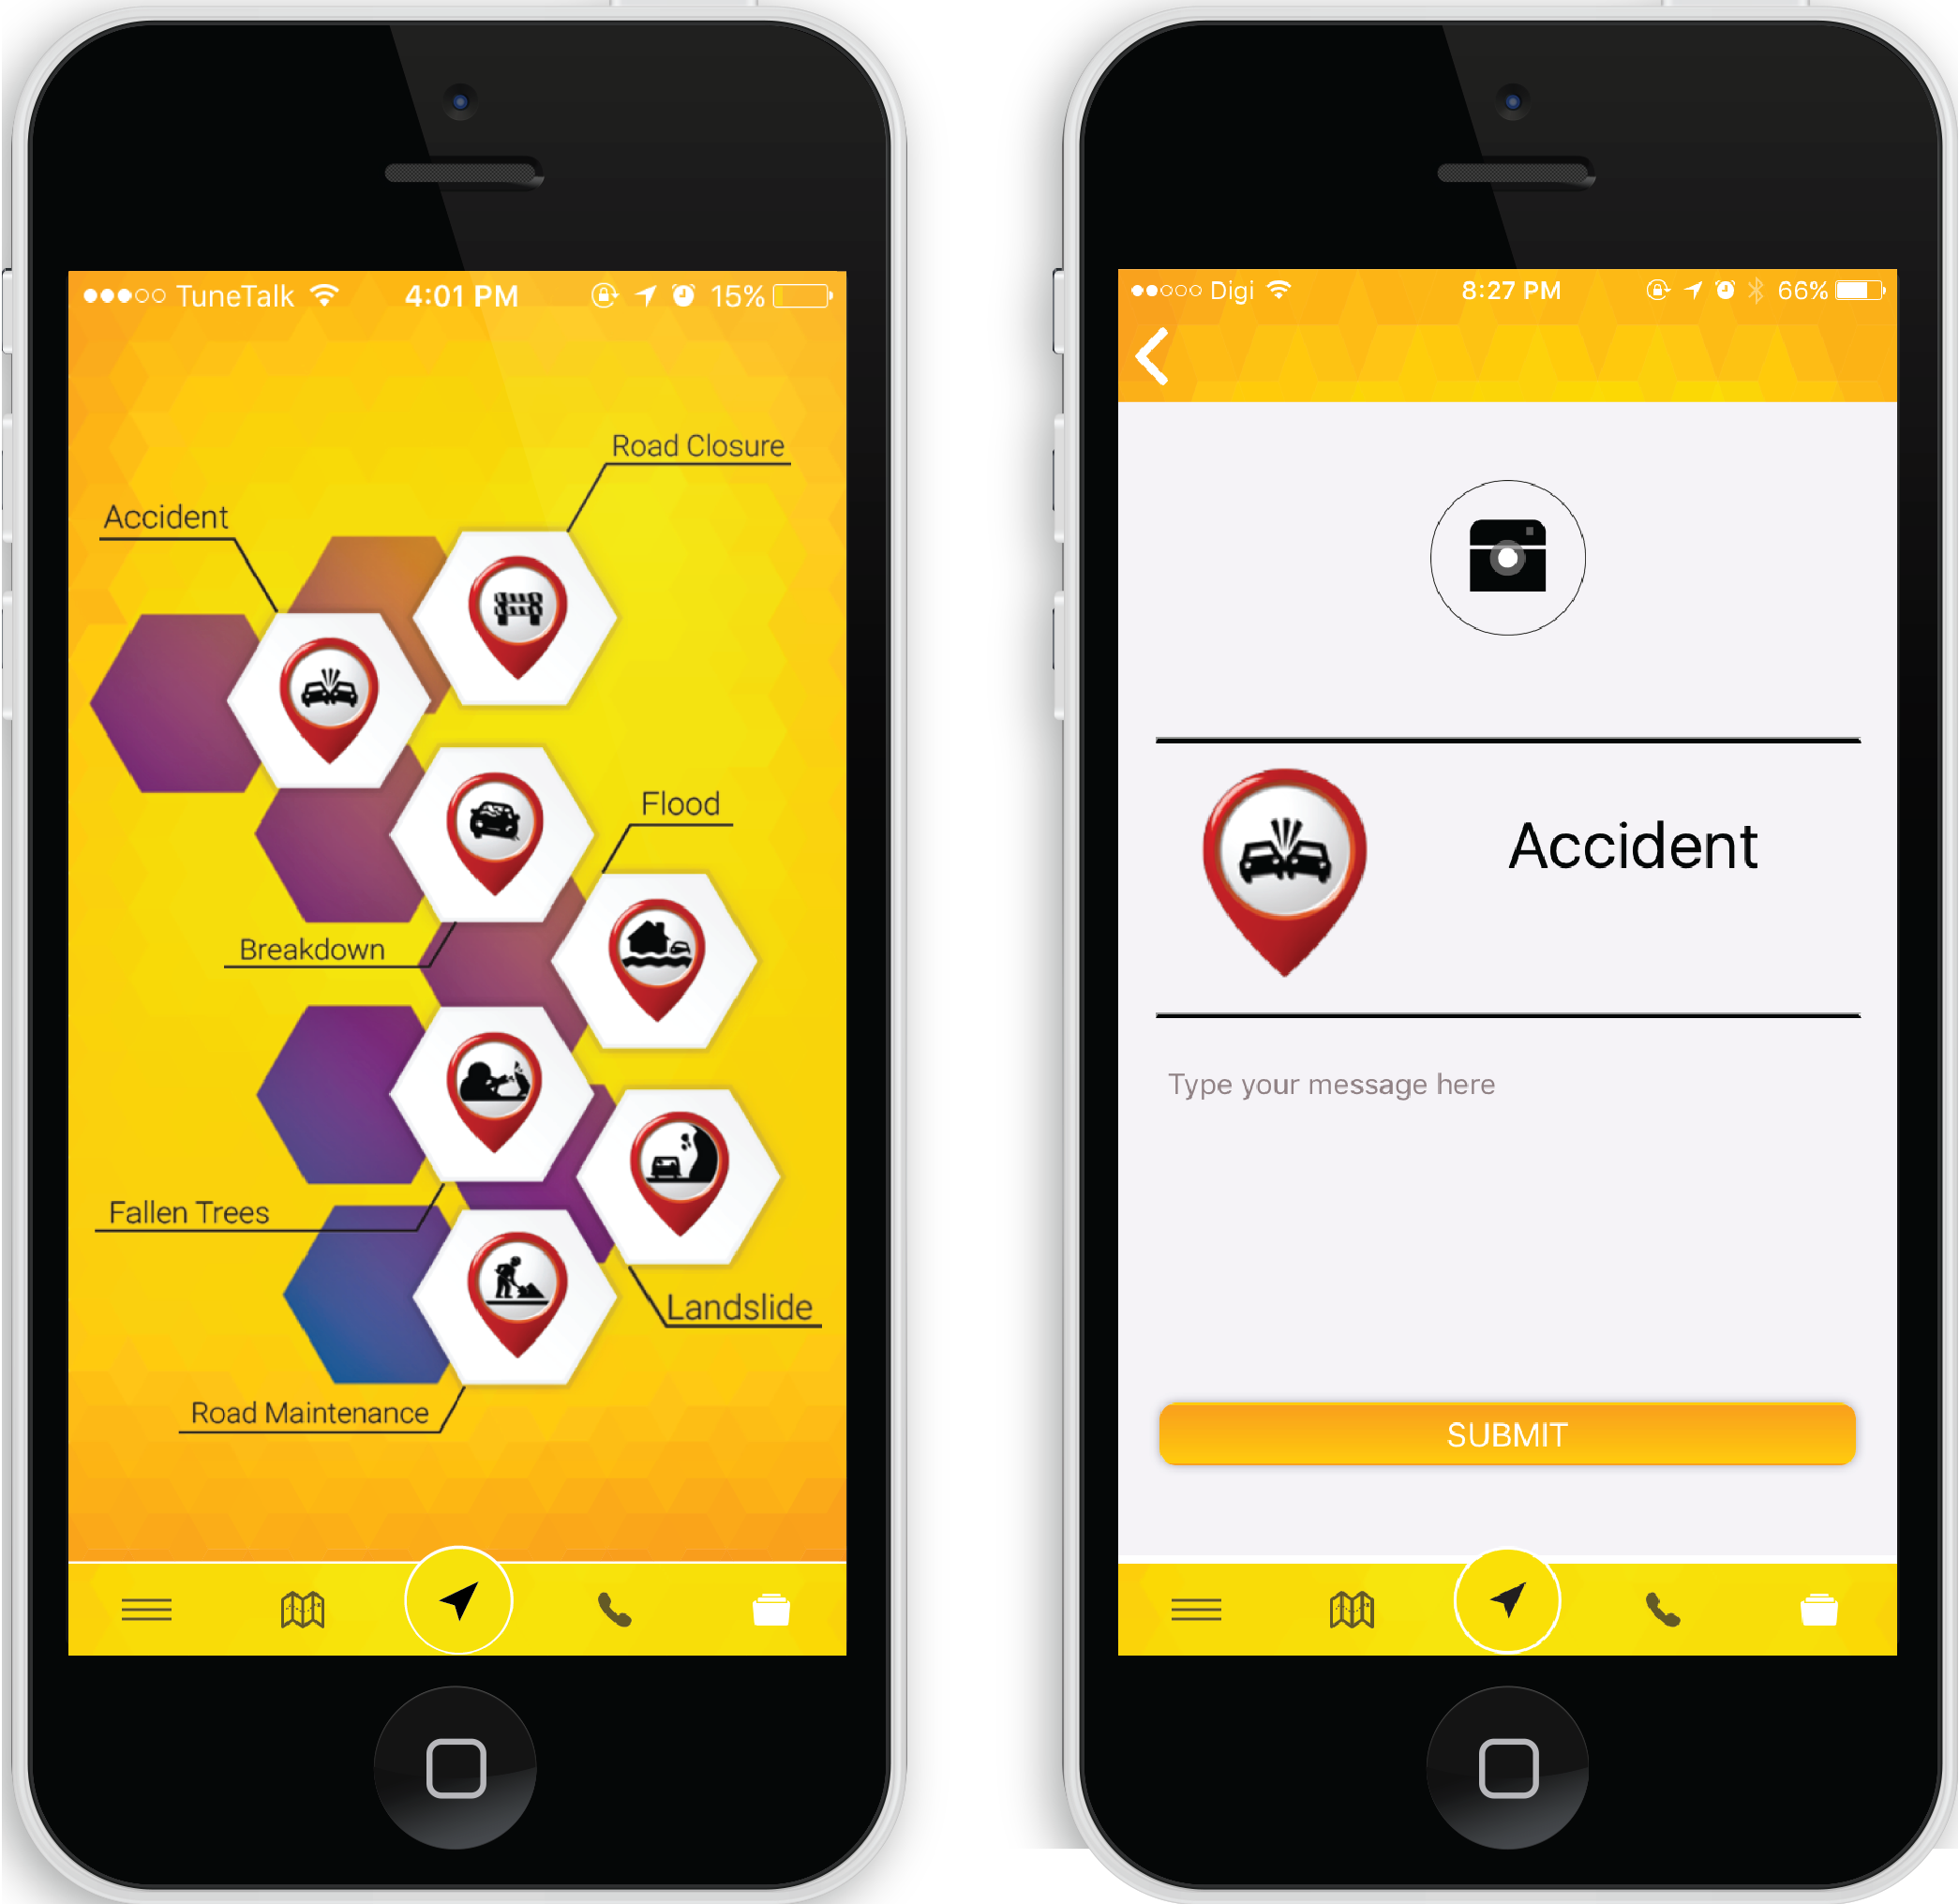 TuneTalk 4:01 PM 15%
Road Closure
Accident
Flood
Breakdown
Fallen Trees
Landslide
Road Maintenance
Digi 8:27 PM 66%
Accident
Type your message here
SUBMIT